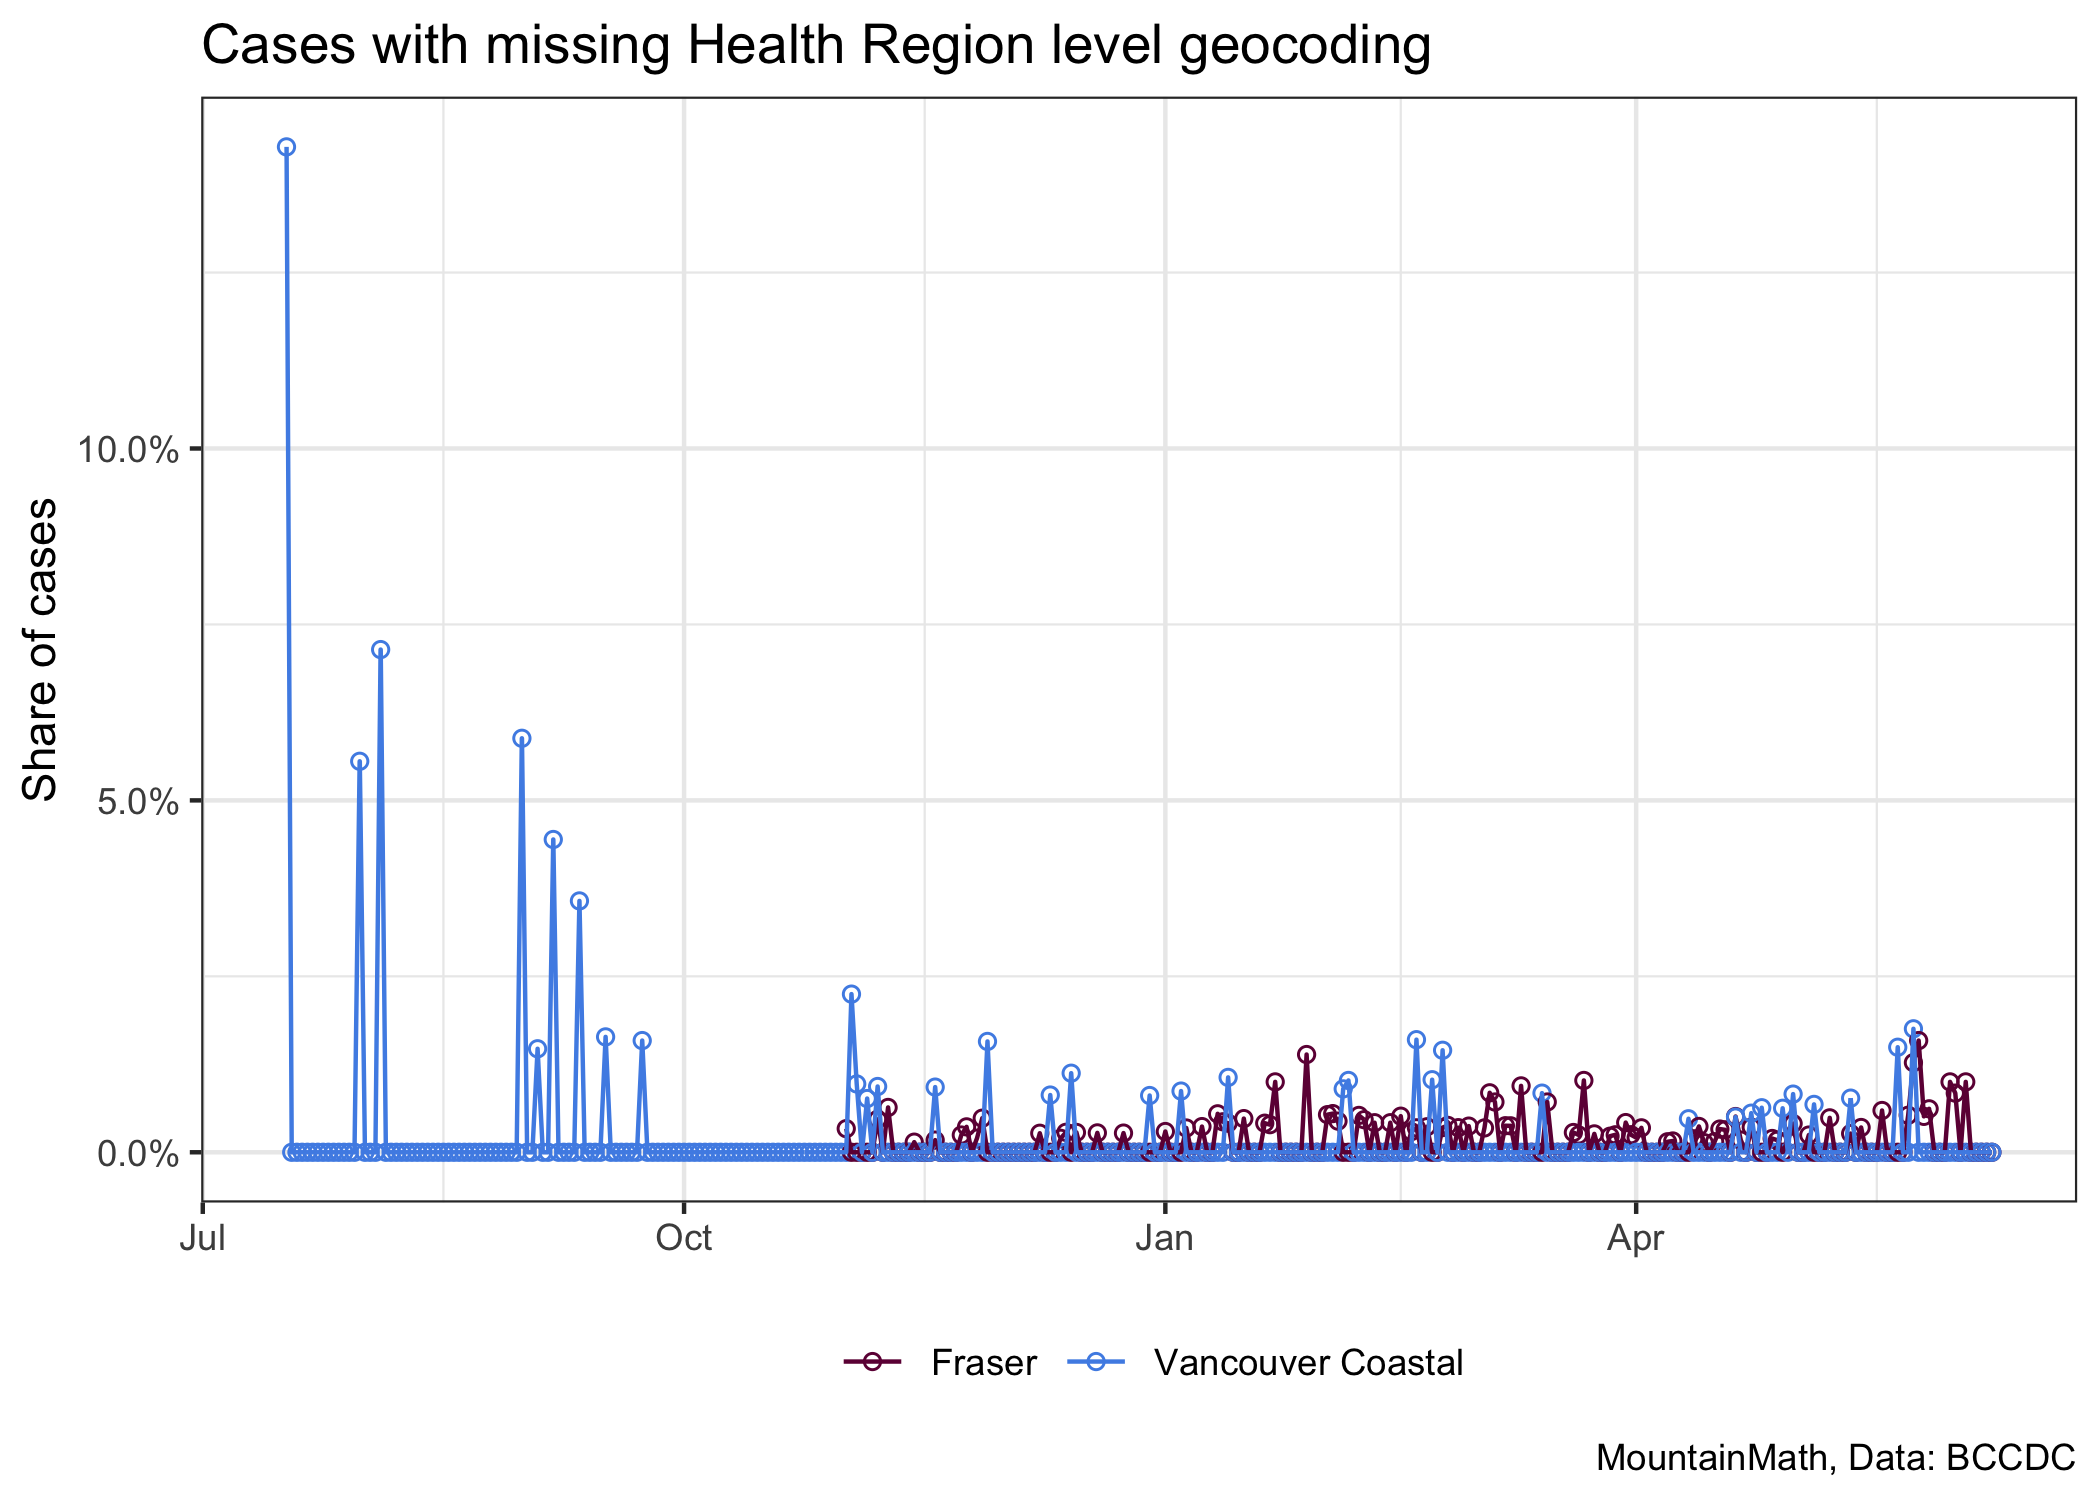 Cases with missing Health Region level geocoding
Share of cases
10.0%
5.0%
0.0%
Jul Oct Jan Apr
Fraser Vancouver Coastal
MountainMath, Data: BCCDC